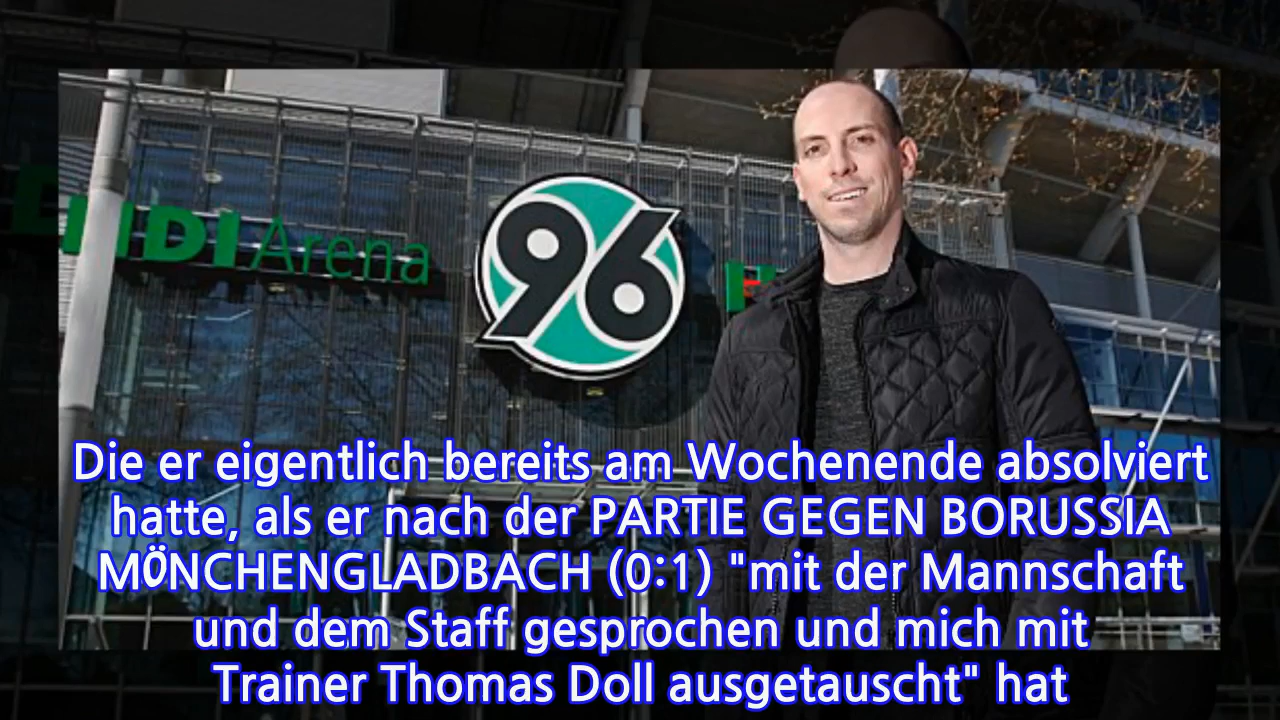 HDI Arena
96
Die er eigentlich bereits am Wochenende absolviert
hatte, als er nach der PARTIE GEGEN BORUSSIA
MÖNCHENGLADBACH (0:1) "mit der Mannschaft
und dem Staff gesprochen und mich mit
Trainer Thomas Doll ausgetauscht" hat